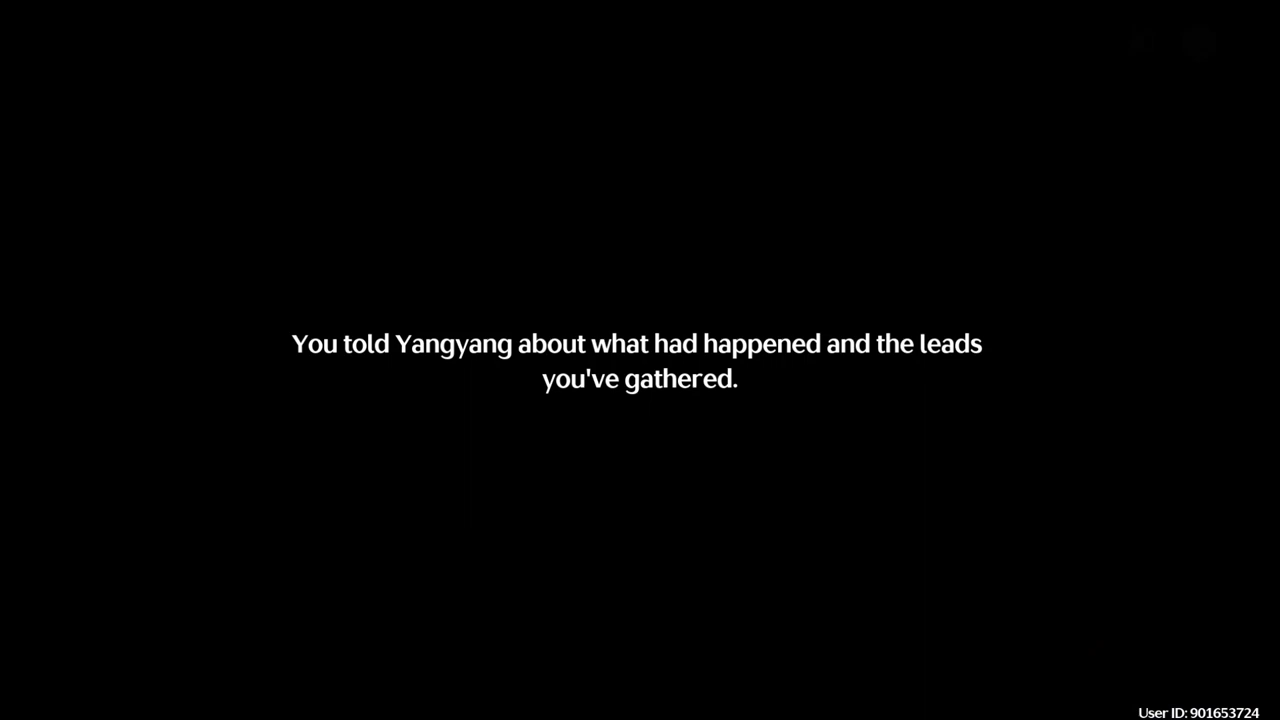 You told Yangyang about what had happened and the leads
you've gathered.
User ID: 901653724